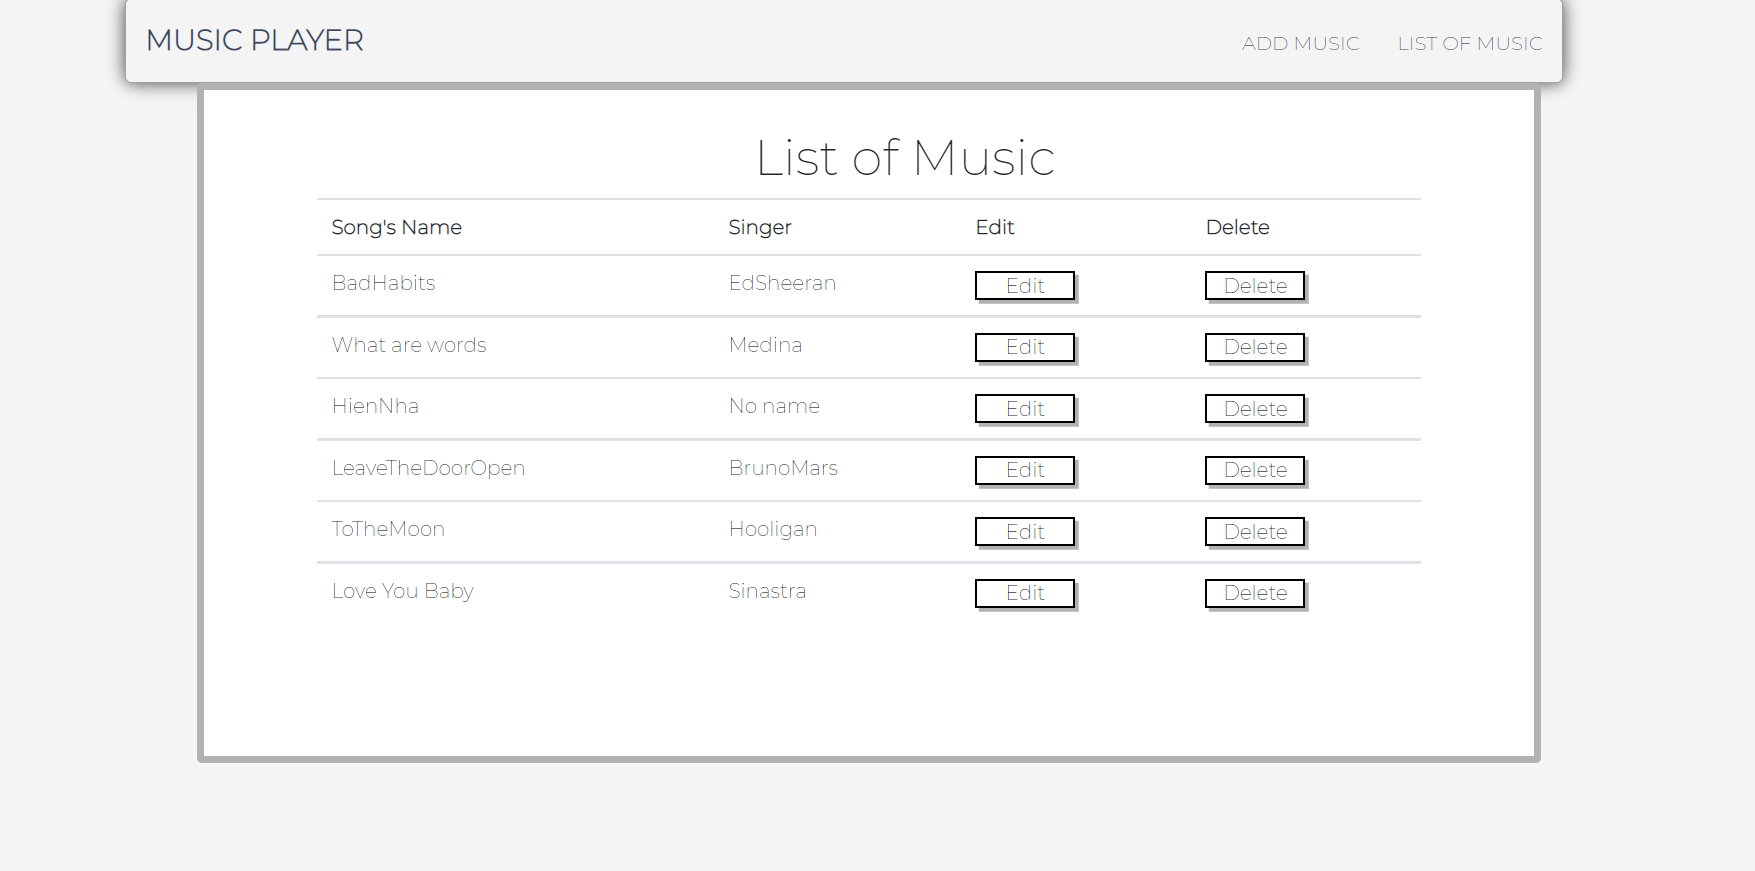 MUSIC PLAYER ADD MUSIC LIST OF MUSIC
List of Music
Song's Name Singer Edit Delete
BadHabits EdSheeran Edit Delete
What are words Medina Edit Delete
HienNha No name Edit Delete
LeaveTheDoorOpen BrunoMars Edit Delete
ToTheMoon Hooligan Edit Delete
Love You Baby Sinastra Edit Delete